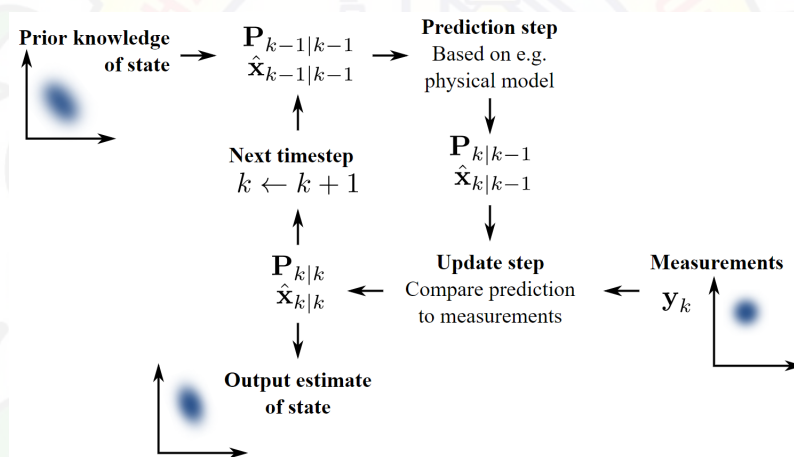 Prior knowledge
of state
P_{k−1|k−1}
x̂_{k−1|k−1}
Prediction step
Based on e.g.
physical model
P_{k|k−1}
x̂_{k|k−1}
Next timestep
k ← k + 1
P_{k|k}
x̂_{k|k}
Update step
Compare prediction
to measurements
Measurements
y_k
Output estimate
of state